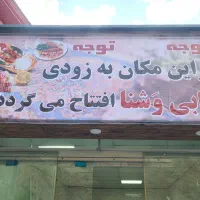 توجه توجه
این مکان به زودی
وَشنا افتتاح می گردد